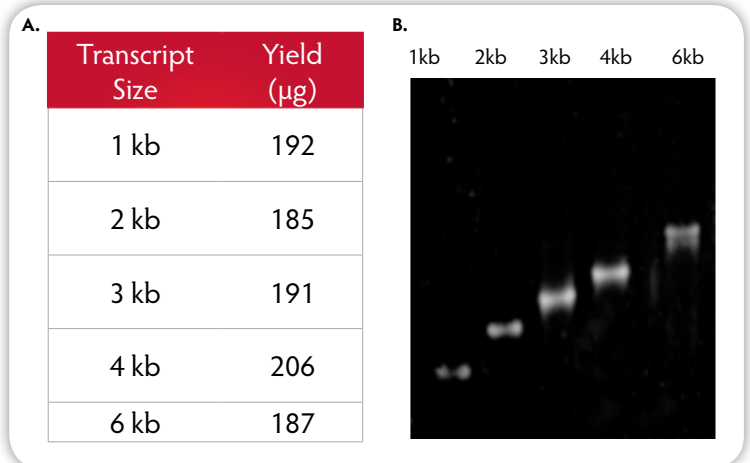 A.
Transcript Size
Yield (µg)
1 kb 192
2 kb 185
3 kb 191
4 kb 206
6 kb 187
B.
1kb 2kb 3kb 4kb 6kb